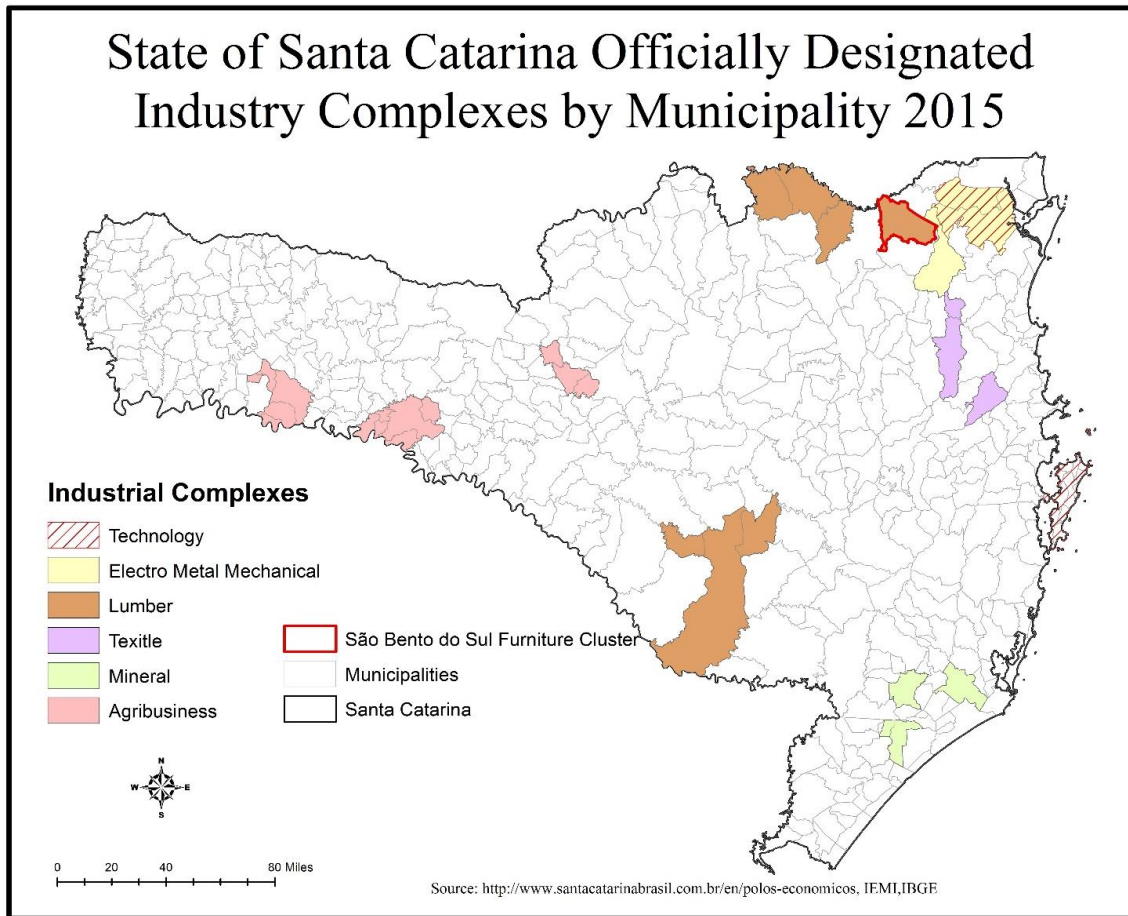 State of Santa Catarina Officially Designated
Industry Complexes by Municipality 2015
Industrial Complexes
Technology
Electro Metal Mechanical
Lumber
Texitle
Mineral
Agribusiness
São Bento do Sul Furniture Cluster
Municipalities
Santa Catarina
N
W E
S
0 20 40 80 Miles
Source: http://www.santacatarinabrasil.com.br/en/polos-economicos, IEMI,IBGE